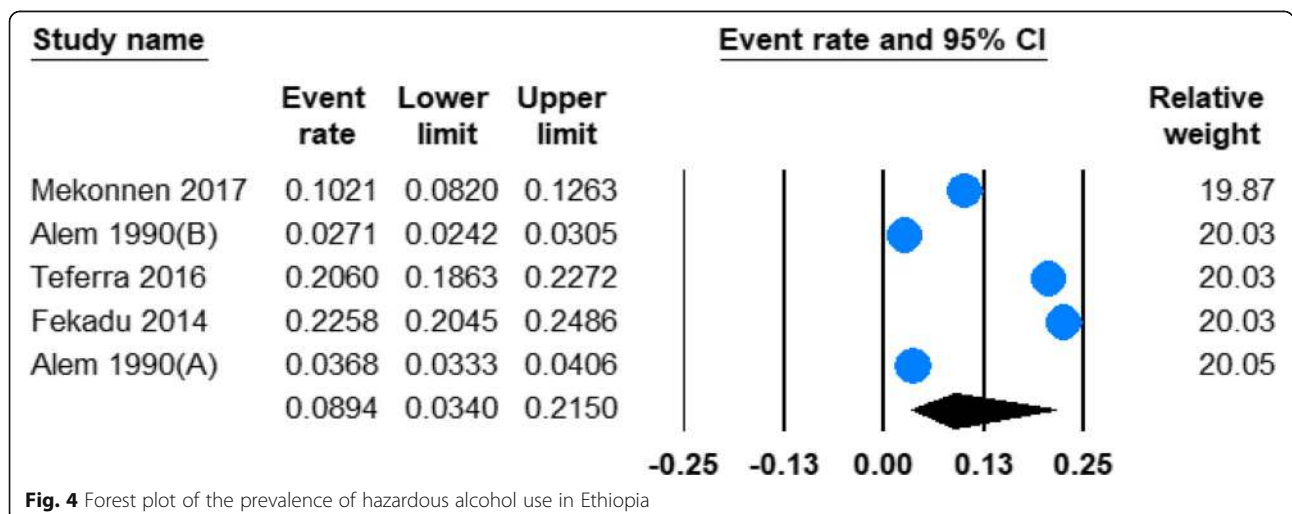 Study name Event rate and 95% CI
Event Lower Upper Relative
rate limit limit weight
Mekonnen 2017 0.1021 0.0820 0.1263 19.87
Alem 1990(B) 0.0271 0.0242 0.0305 20.03
Teferra 2016 0.2060 0.1863 0.2272 20.03
Fekadu 2014 0.2258 0.2045 0.2486 20.03
Alem 1990(A) 0.0368 0.0333 0.0406 20.05
0.0894 0.0340 0.2150
-0.25 -0.13 0.00 0.13 0.25
Fig. 4 Forest plot of the prevalence of hazardous alcohol use in Ethiopia